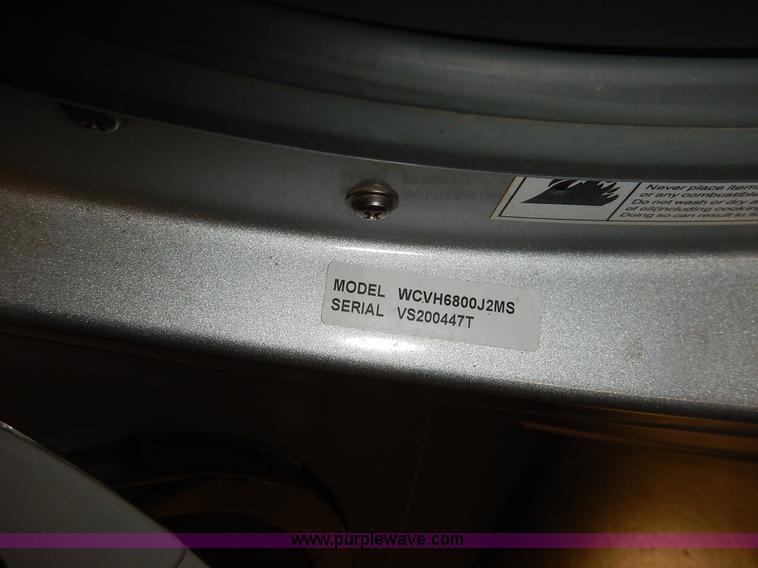 Never place items
or any combustible
Do not wash or dry a
of oil(including cooking
Doing so can result in
MODEL WCVH6800J2MS
SERIAL VS200447T
www.purplewave.com